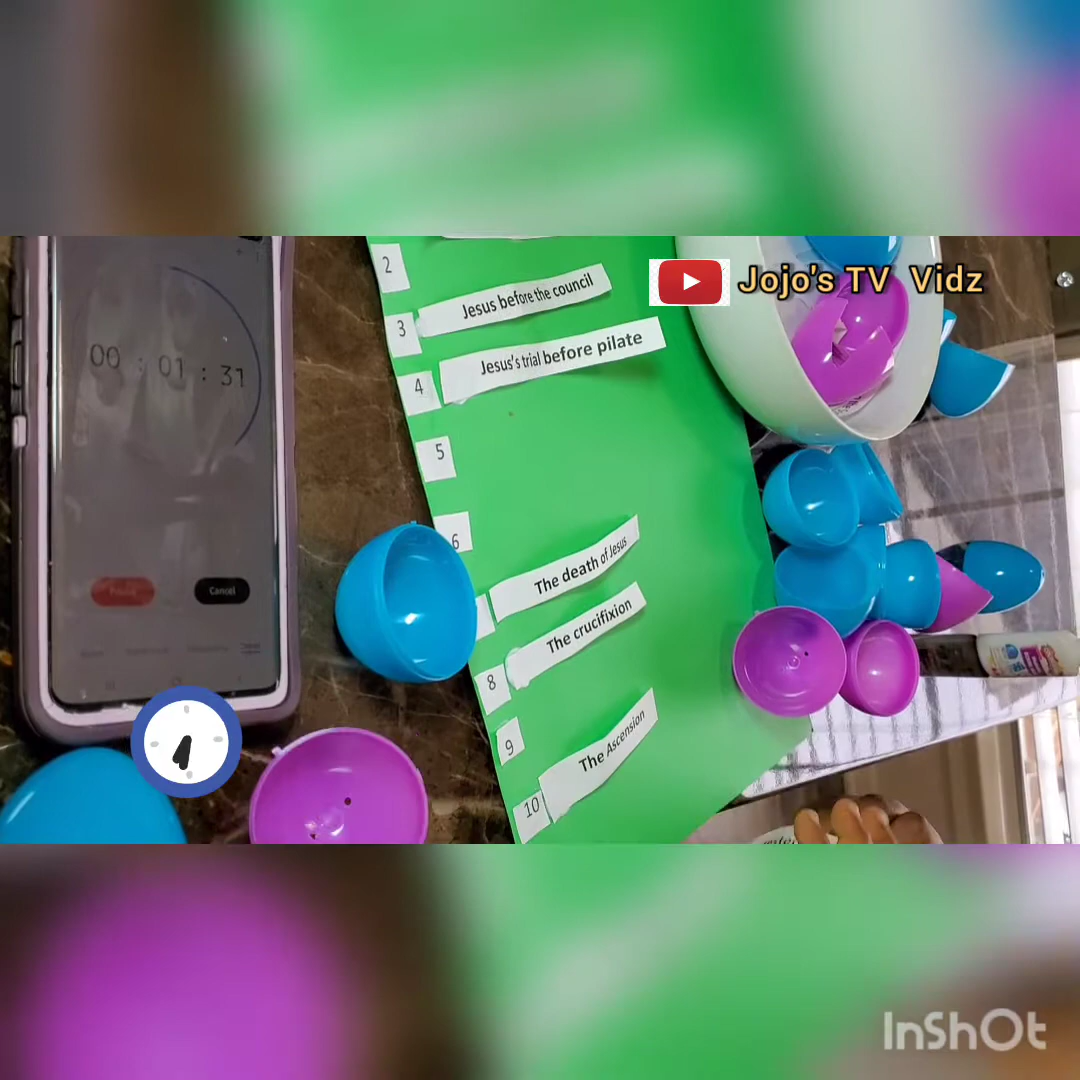 Jojo's TV Vidz
2
3 Jesus before the council
4 Jesus's trial before pilate
5
6
The death of Jesus
8 The crucifixion
9
10 The Ascension
00 : 01 : 31
Cancel
InShOt